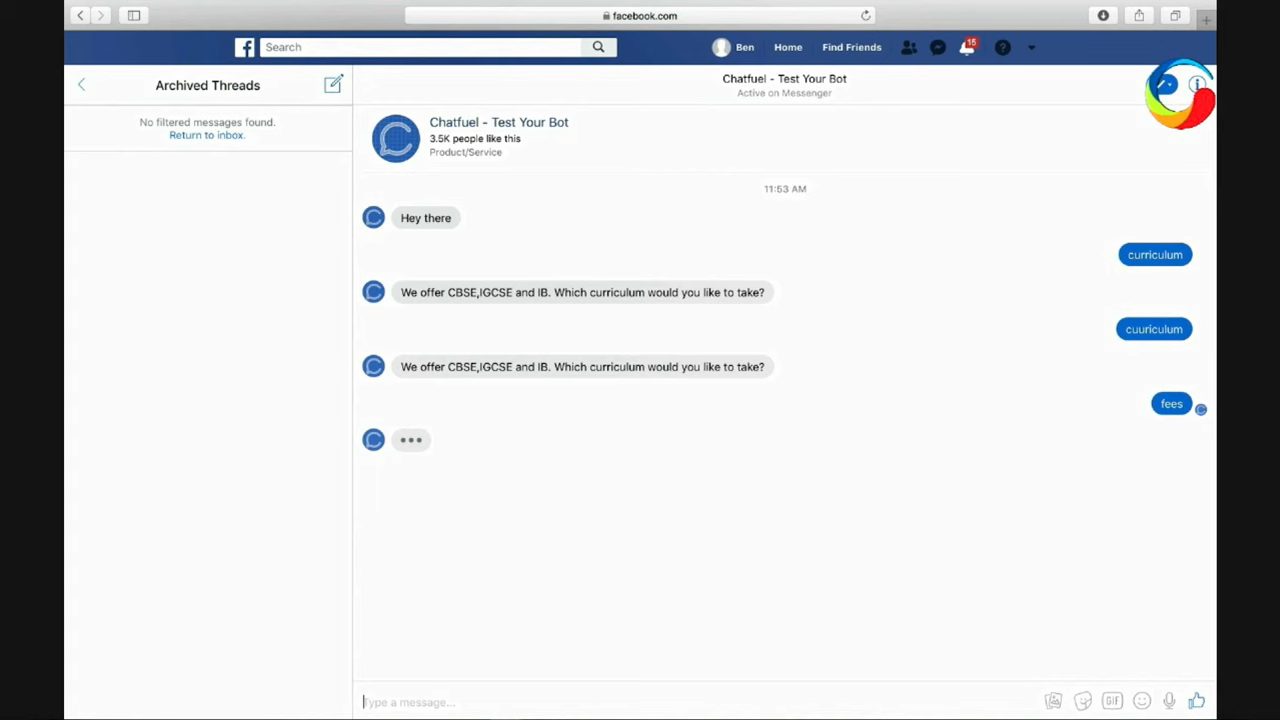 facebook.com
Search
Ben
Home
Find Friends
15
Archived Threads
No filtered messages found.
Return to inbox.
Chatfuel - Test Your Bot
Active on Messenger
Chatfuel - Test Your Bot
3.5K people like this
Product/Service
11:53 AM
Hey there
curriculum
We offer CBSE,IGCSE and IB. Which curriculum would you like to take?
cuuriculum
We offer CBSE,IGCSE and IB. Which curriculum would you like to take?
fees
Type a message...
GIF